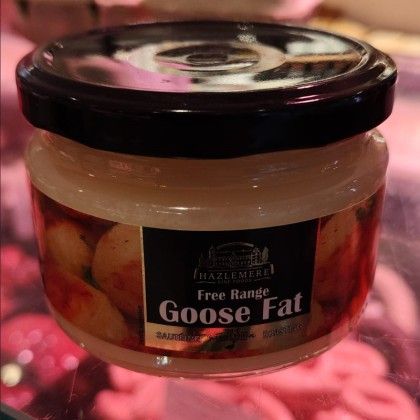 HAZLEMERE
FINE FOODS
Free Range
Goose Fat